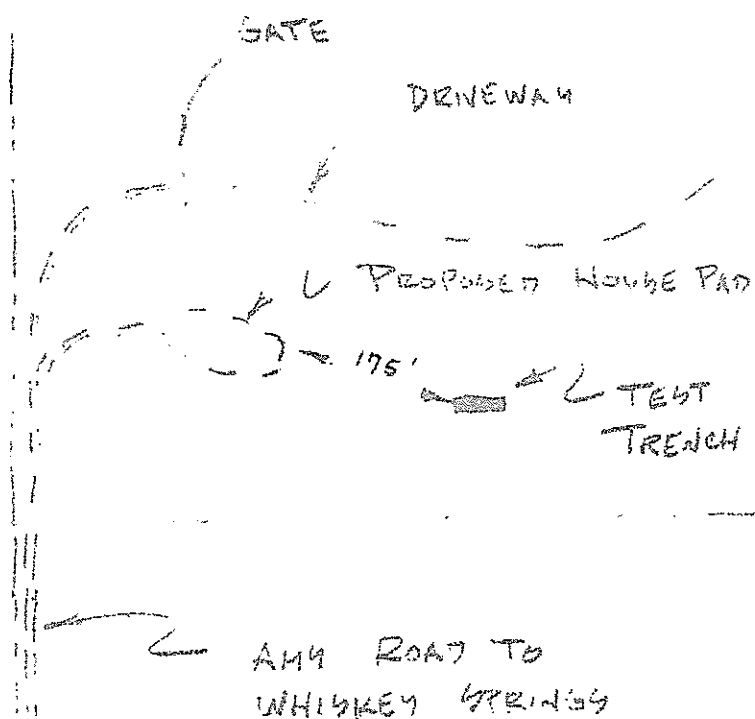 GATE
DRIVEWAY
PROPOSED HOUSE PAD
175'
TEST
TRENCH
AMY ROAD TO
WHISKEY SPRINGS